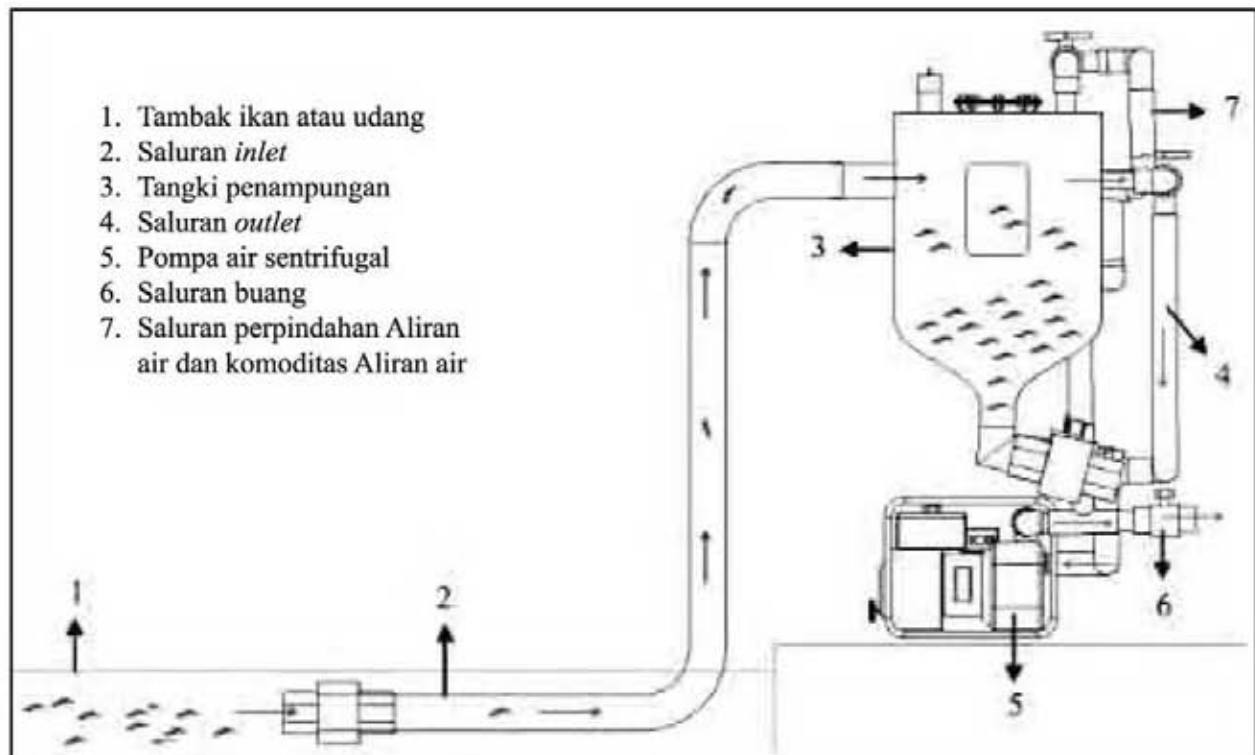 1. Tambak ikan atau udang
2. Saluran inlet
3. Tangki penampungan
4. Saluran outlet
5. Pompa air sentrifugal
6. Saluran buang
7. Saluran perpindahan Aliran
air dan komoditas Aliran air
7
3
4
1
2
6
5